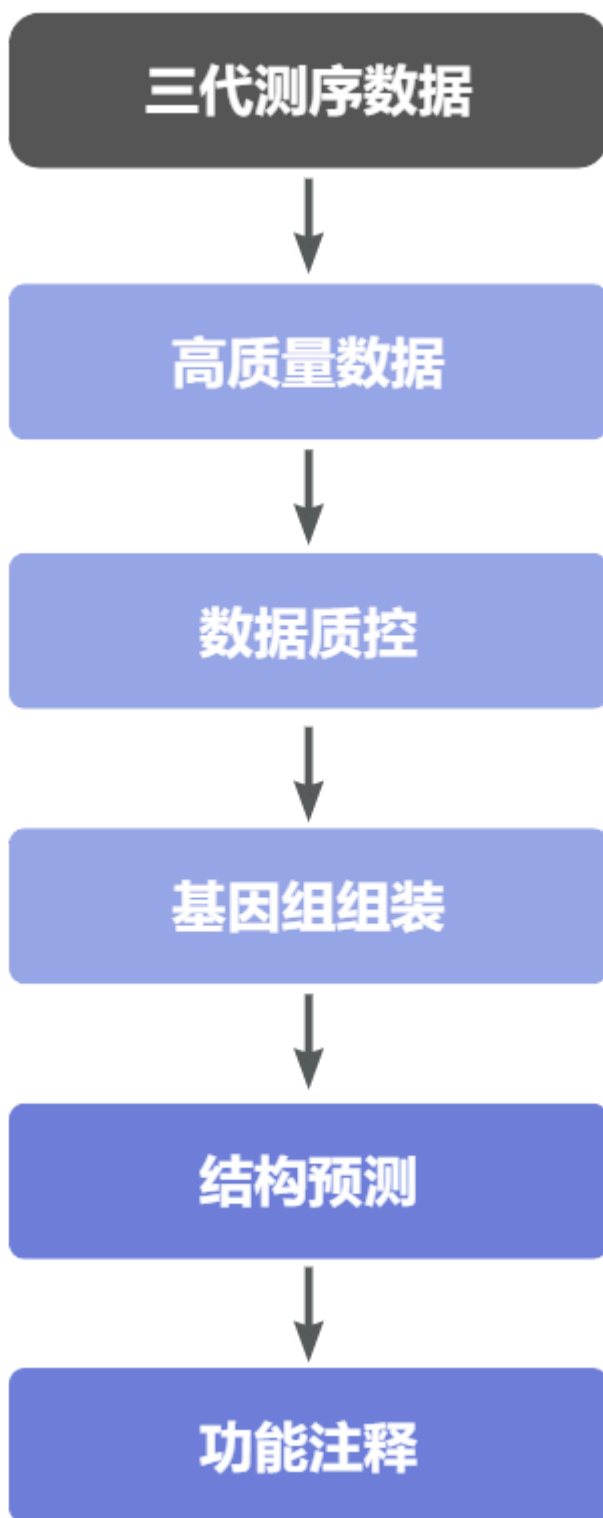 三代测序数据
高质量数据
数据质控
基因组组装
结构预测
功能注释